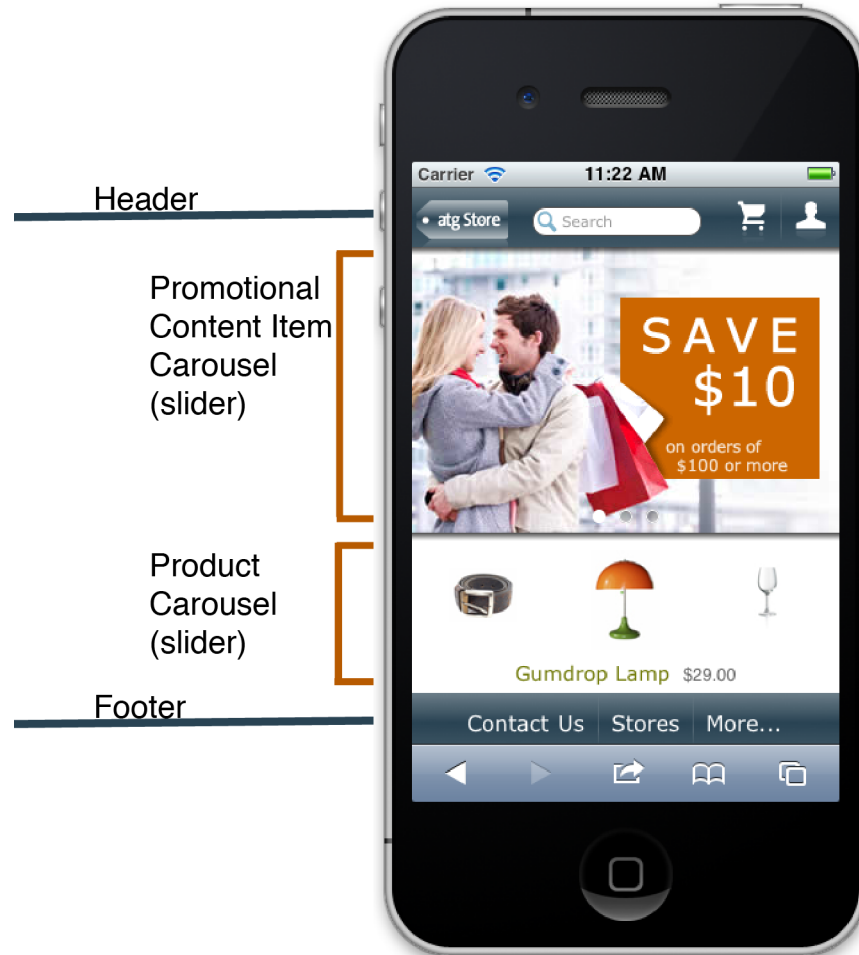 Header
Promotional
Content Item
Carousel
(slider)
Product
Carousel
(slider)
Footer
Carrier 11:22 AM
atg Store Search
SAVE
$10
on orders of
$100 or more
Gumdrop Lamp $29.00
Contact Us Stores More...